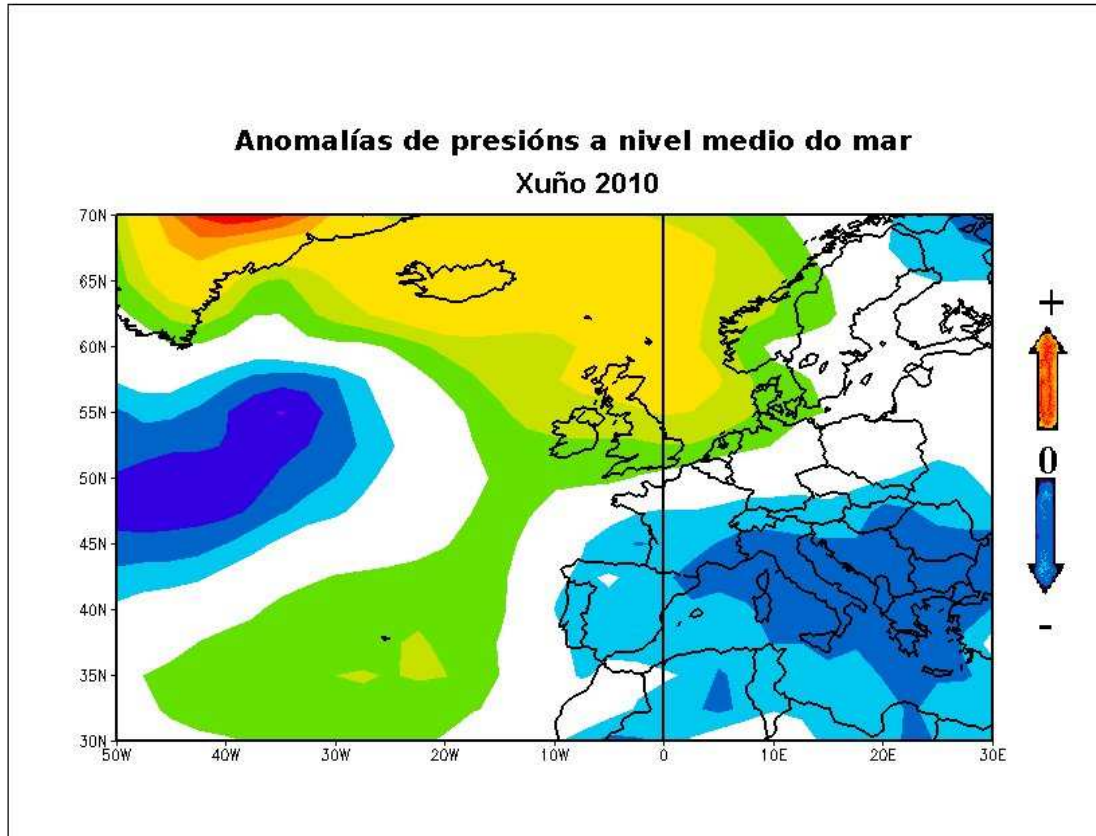 Anomalías de presións a nivel medio do mar
Xuño 2010
70N
65N
60N
55N
50N
45N
40N
35N
30N
50W 40W 30W 20W 10W 0 10E 20E 30E
+
0
-